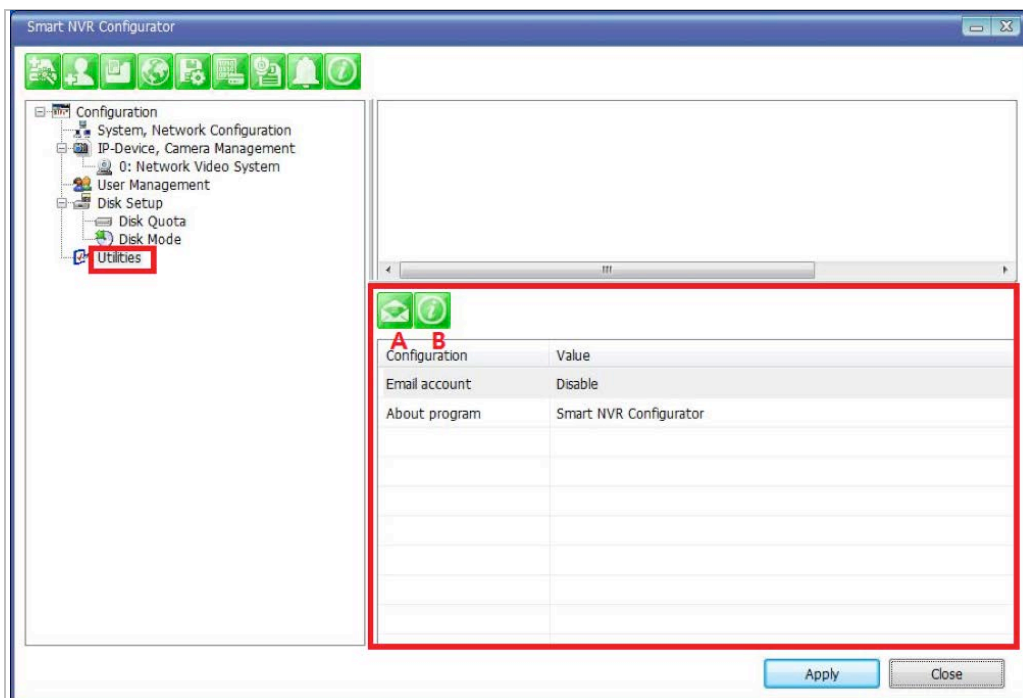 Smart NVR Configurator
Configuration
System, Network Configuration
IP-Device, Camera Management
0: Network Video System
User Management
Disk Setup
Disk Quota
Disk Mode
Utilities
A B
Configuration Value
Email account Disable
About program Smart NVR Configurator
Apply Close